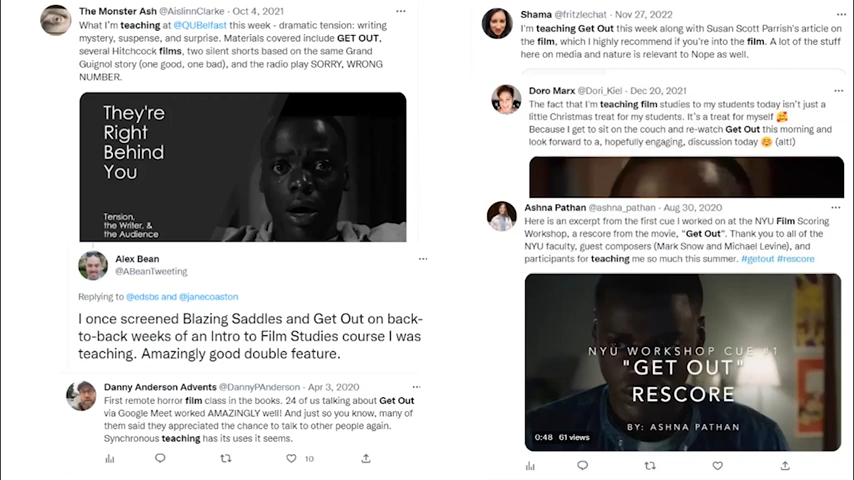 The Monster Ash @AislinnClarke · Oct 4, 2021
What I'm teaching at @QUBelfast this week - dramatic tension: writing
mystery, suspense, and surprise. Materials covered include GET OUT,
several Hitchcock films, two silent shorts based on the same Grand
Guignol story (one good, one bad), and the radio play SORRY, WRONG
NUMBER.
They're
Right
Behind
You
Tension,
the Writer, &
the Audience
Alex Bean
@ABeanTweeting
Replying to @edsbs and @janecoaston
I once screened Blazing Saddles and Get Out on back-
to-back weeks of an Intro to Film Studies course I was
teaching. Amazingly good double feature.
Danny Anderson Advents @DannyPAnderson · Apr 3, 2020
First remote horror film class in the books. 24 of us talking about Get Out
via Google Meet worked AMAZINGLY well! And just so you know, many of
them said they appreciated the chance to talk to other people again.
Synchronous teaching has its uses it seems.
10
Shama @fritzlechat · Nov 27, 2022
I'm teaching Get Out this week along with Susan Scott Parrish's article on
the film, which I highly recommend if you're into the film. A lot of the stuff
here on media and nature is relevant to Nope as well.
Doro Marx @Dori_Kiel · Dec 20, 2021
The fact that I'm teaching film studies to my students today isn't just a
little Christmas treat for my students. It's a treat for myself 🥰
Because I get to sit on the couch and re-watch Get Out this morning and
look forward to a, hopefully engaging, discussion today ☺️ (alt!)
Ashna Pathan @ashna_pathan · Aug 30, 2020
Here is an excerpt from the first cue I worked on at the NYU Film Scoring
Workshop, a rescore from the movie, "Get Out". Thank you to all of the
NYU faculty, guest composers (Mark Snow and Michael Levine), and
participants for teaching me so much this summer. #getout #rescore
NYU WORKSHOP CUE #1
"GET OUT"
RESCORE
BY: ASHNA PATHAN
0:48 61 views